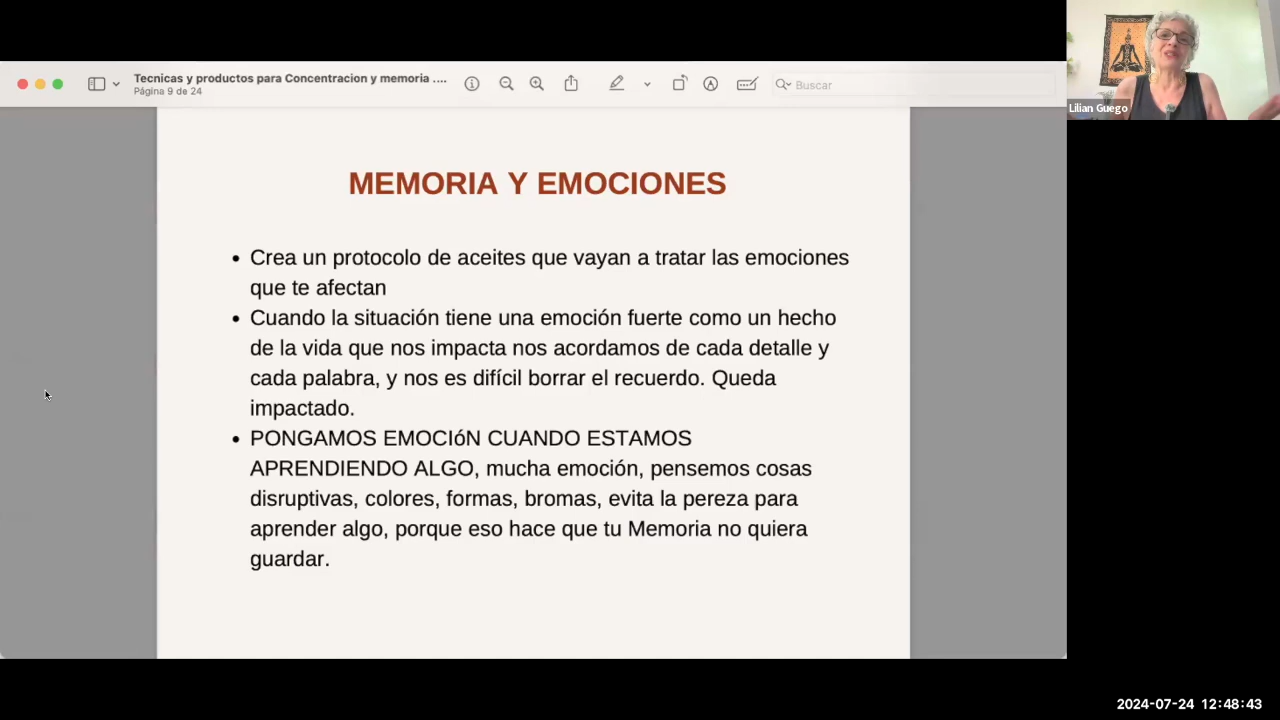 Tecnicas y productos para Concentracion y memoria ....
Página 9 de 24
Buscar
Lilian Guego
MEMORIA Y EMOCIONES
• Crea un protocolo de aceites que vayan a tratar las emociones
que te afectan
• Cuando la situación tiene una emoción fuerte como un hecho
de la vida que nos impacta nos acordamos de cada detalle y
cada palabra, y nos es difícil borrar el recuerdo. Queda
impactado.
• PONGAMOS EMOCIóN CUANDO ESTAMOS
APRENDIENDO ALGO, mucha emoción, pensemos cosas
disruptivas, colores, formas, bromas, evita la pereza para
aprender algo, porque eso hace que tu Memoria no quiera
guardar.
2024-07-24 12:48:43